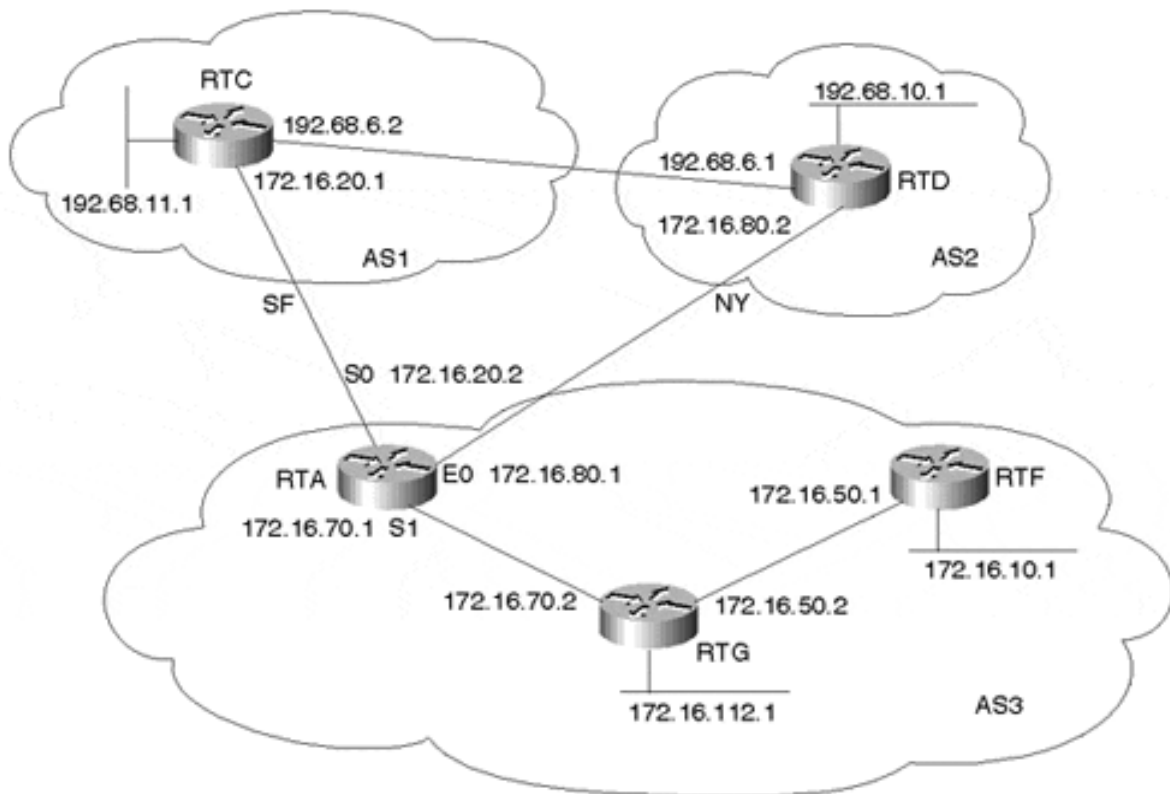 RTC
192.68.10.1
192.68.6.2
192.68.6.1
RTD
172.16.20.1
192.68.11.1
172.16.80.2
AS1
AS2
SF
NY
S0 172.16.20.2
RTA
E0 172.16.80.1
RTF
172.16.50.1
172.16.70.1 S1
172.16.10.1
172.16.70.2
172.16.50.2
RTG
AS3
172.16.112.1